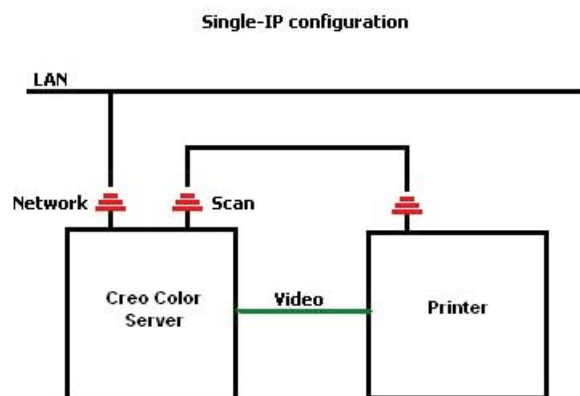 Single-IP configuration
LAN
Network
Scan
Creo Color
Server
Video
Printer